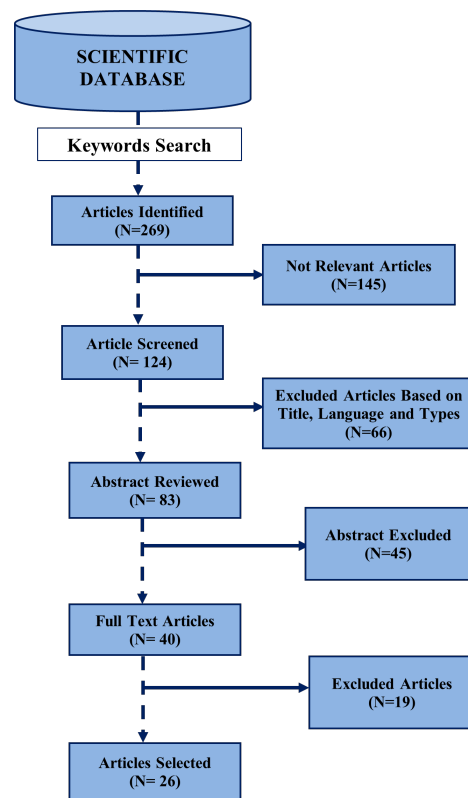 SCIENTIFIC
DATABASE
Keywords Search
Articles Identified
(N=269)
Not Relevant Articles
(N=145)
Article Screened
(N= 124)
Excluded Articles Based on
Title, Language and Types
(N=66)
Abstract Reviewed
(N= 83)
Abstract Excluded
(N=45)
Full Text Articles
(N= 40)
Excluded Articles
(N=19)
Articles Selected
(N= 26)